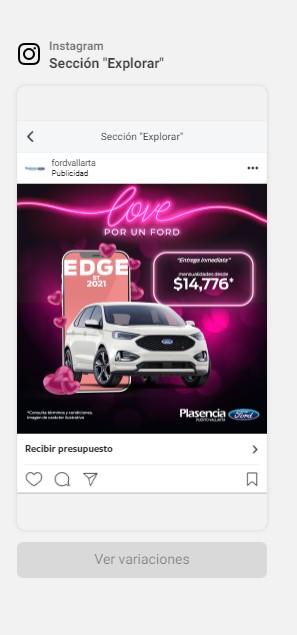 Instagram
Sección "Explorar"
Sección "Explorar"
fordvallarta
Publicidad
love
POR UN FORD
EDGE
ST
2021
"Entrega inmediata"
mensualidades desde
$14,776*
*Consulta términos y condiciones.
Imagen de carácter ilustrativo
Plasencia
PUERTO VALLARTA
Ford
Recibir presupuesto
Ver variaciones